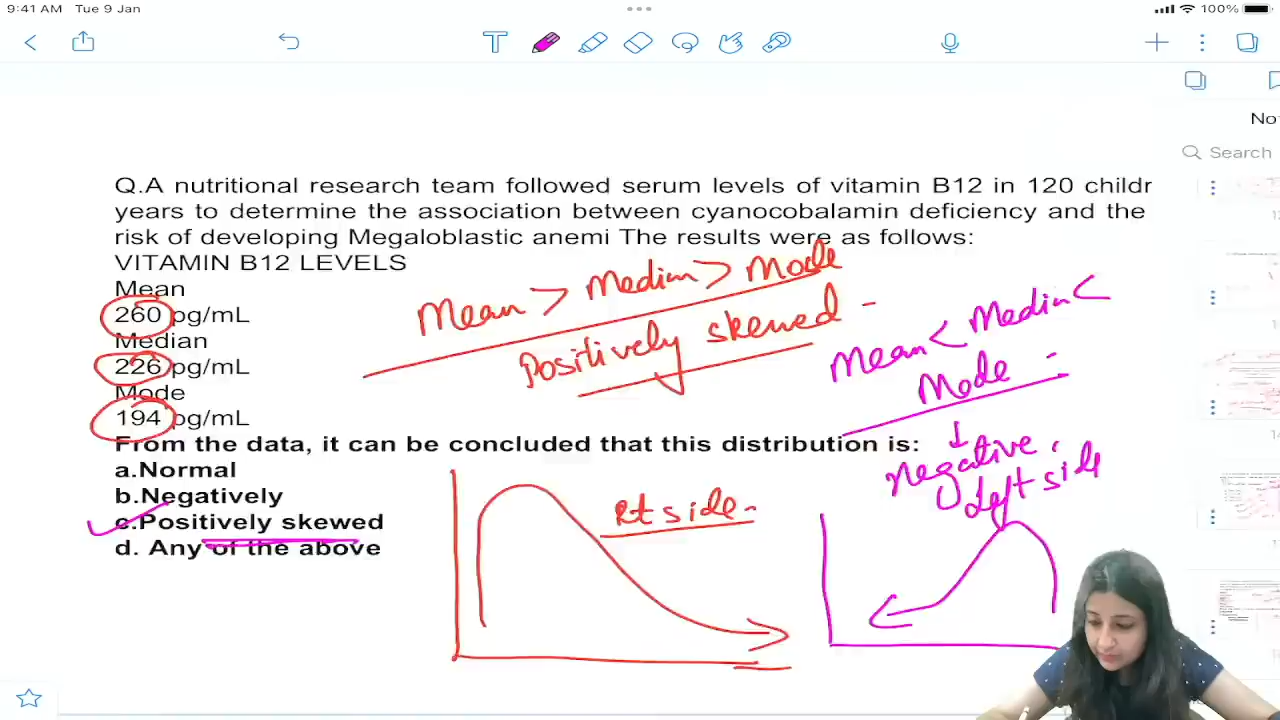 9:41 AM Tue 9 Jan
100%
T
No
Search
Q.A nutritional research team followed serum levels of vitamin B12 in 120 childr
years to determine the association between cyanocobalamin deficiency and the
risk of developing Megaloblastic anemi The results were as follows:
VITAMIN B12 LEVELS
Mean
260 pg/mL
Median
226 pg/mL
Mode
194 pg/mL
Mean > Median > Mode
Positively skewed
Mean < Median <
Mode
negative
Left side
From the data, it can be concluded that this distribution is:
a.Normal
b.Negatively
c.Positively skewed
d. Any of the above
Rt side